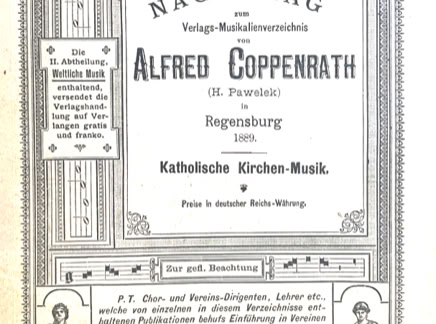 zum
Verlags-Musikalienverzeichnis
von
ALFRED COPPENRATH
(H. Pawelek)
in
Regensburg
1889.
Katholische Kirchen-Musik.
Preise in deutscher Reichs-Währung.
Die
II. Abtheilung,
Weltliche Musik
enthaltend,
versendet die
Verlagshand-
lung auf Ver-
langen gratis
und franko.
Zur gefl. Beachtung
P. T. Chor- und Vereins-Dirigenten, Lehrer etc.,
welche von einzelnen in diesem Verzeichnisse ent-
haltenen Publikationen behufs Einführung in Vereinen